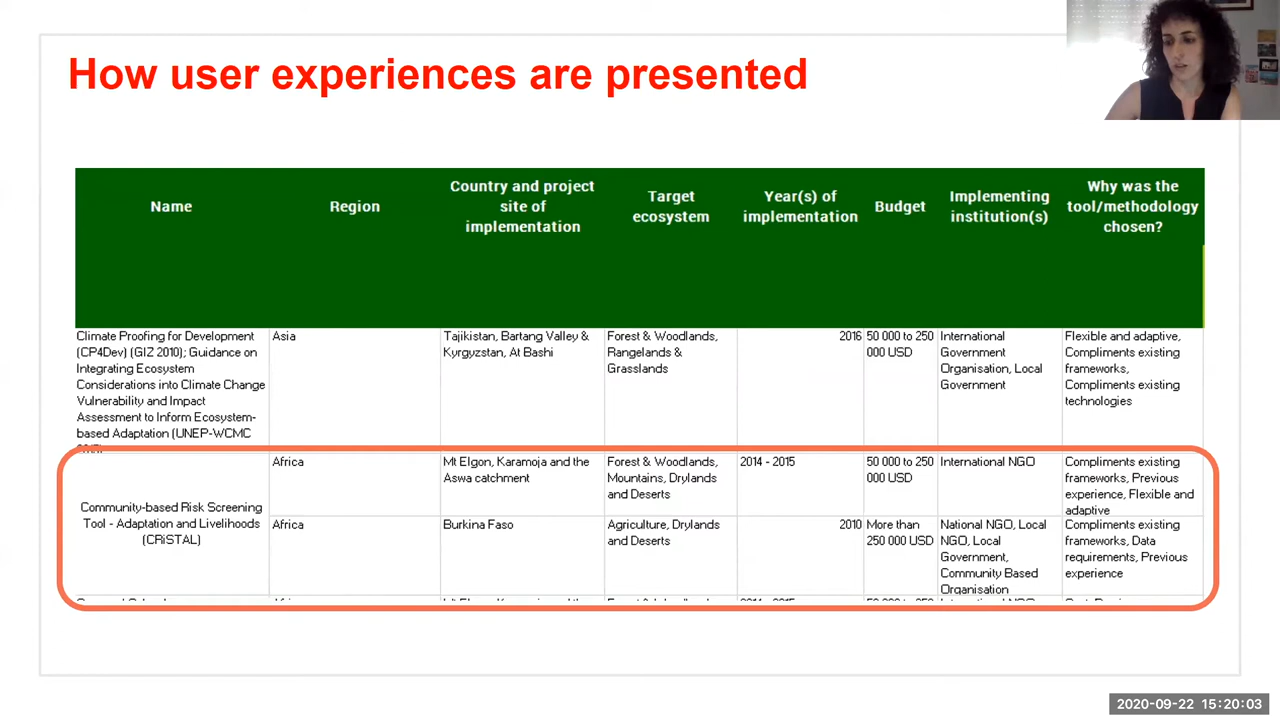 How user experiences are presented
Name
Region
Country and project
site of
implementation
Target
ecosystem
Year(s) of
implementation
Budget
Implementing
institution(s)
Why was the
tool/methodology
chosen?
Climate Proofing for Development
(CP4Dev) (GIZ 2010); Guidance on
Integrating Ecosystem
Considerations into Climate Change
Vulnerability and Impact
Assessment to Inform Ecosystem-
based Adaptation (UNEP-WCMC
Asia
Tajikistan, Bartang Valley &
Kyrgyzstan, At Bashi
Forest & Woodlands,
Rangelands &
Grasslands
2016
50 000 to 250
000 USD
International
Government
Organisation, Local
Government
Flexible and adaptive,
Compliments existing
frameworks,
Compliments existing
technologies
Community-based Risk Screening
Tool - Adaptation and Livelihoods
(CRiSTAL)
Africa
Mt Elgon, Karamoja and the
Aswa catchment
Forest & Woodlands,
Mountains, Drylands
and Deserts
2014 - 2015
50 000 to 250
000 USD
International NGO
Compliments existing
frameworks, Previous
experience, Flexible and
adaptive
Africa
Burkina Faso
Agriculture, Drylands
and Deserts
2010
More than
250 000 USD
National NGO, Local
NGO, Local
Government,
Community Based
Organisation
Compliments existing
frameworks, Data
requirements, Previous
experience
2020-09-22 15:20:03